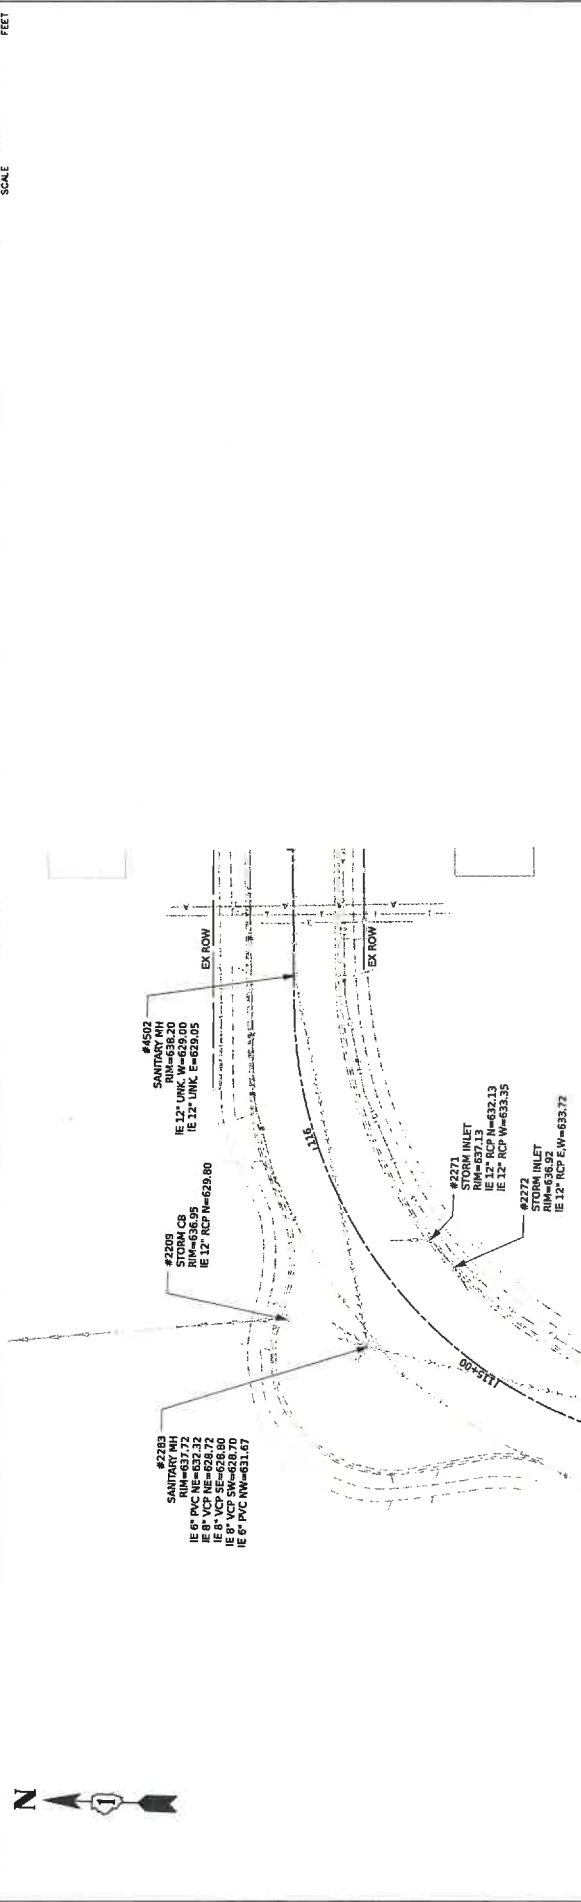 FEET
SCALE
#4502
SANITARY MH
RIM=638.20
IE 12" UNK. W=629.00
IE 12" UNK. E=629.05
EX ROW
EX ROW
#2209
STORM CB
RIM=636.95
IE 12" RCP N=629.80
1116
#2271
STORM INLET
RIM=637.13
IE 12" RCP N=632.13
IE 12" RCP W=633.35
#2272
STORM INLET
RIM=636.92
IE 12" RCP E,W=633.72
1115+00
#2283
SANITARY MH
RIM=637.72
IE 6" PVC NE=632.32
IE 8" VCP NE=628.72
IE 8" VCP SE=628.80
IE 8" VCP SW=628.70
IE 6" PVC NW=631.67
N
1